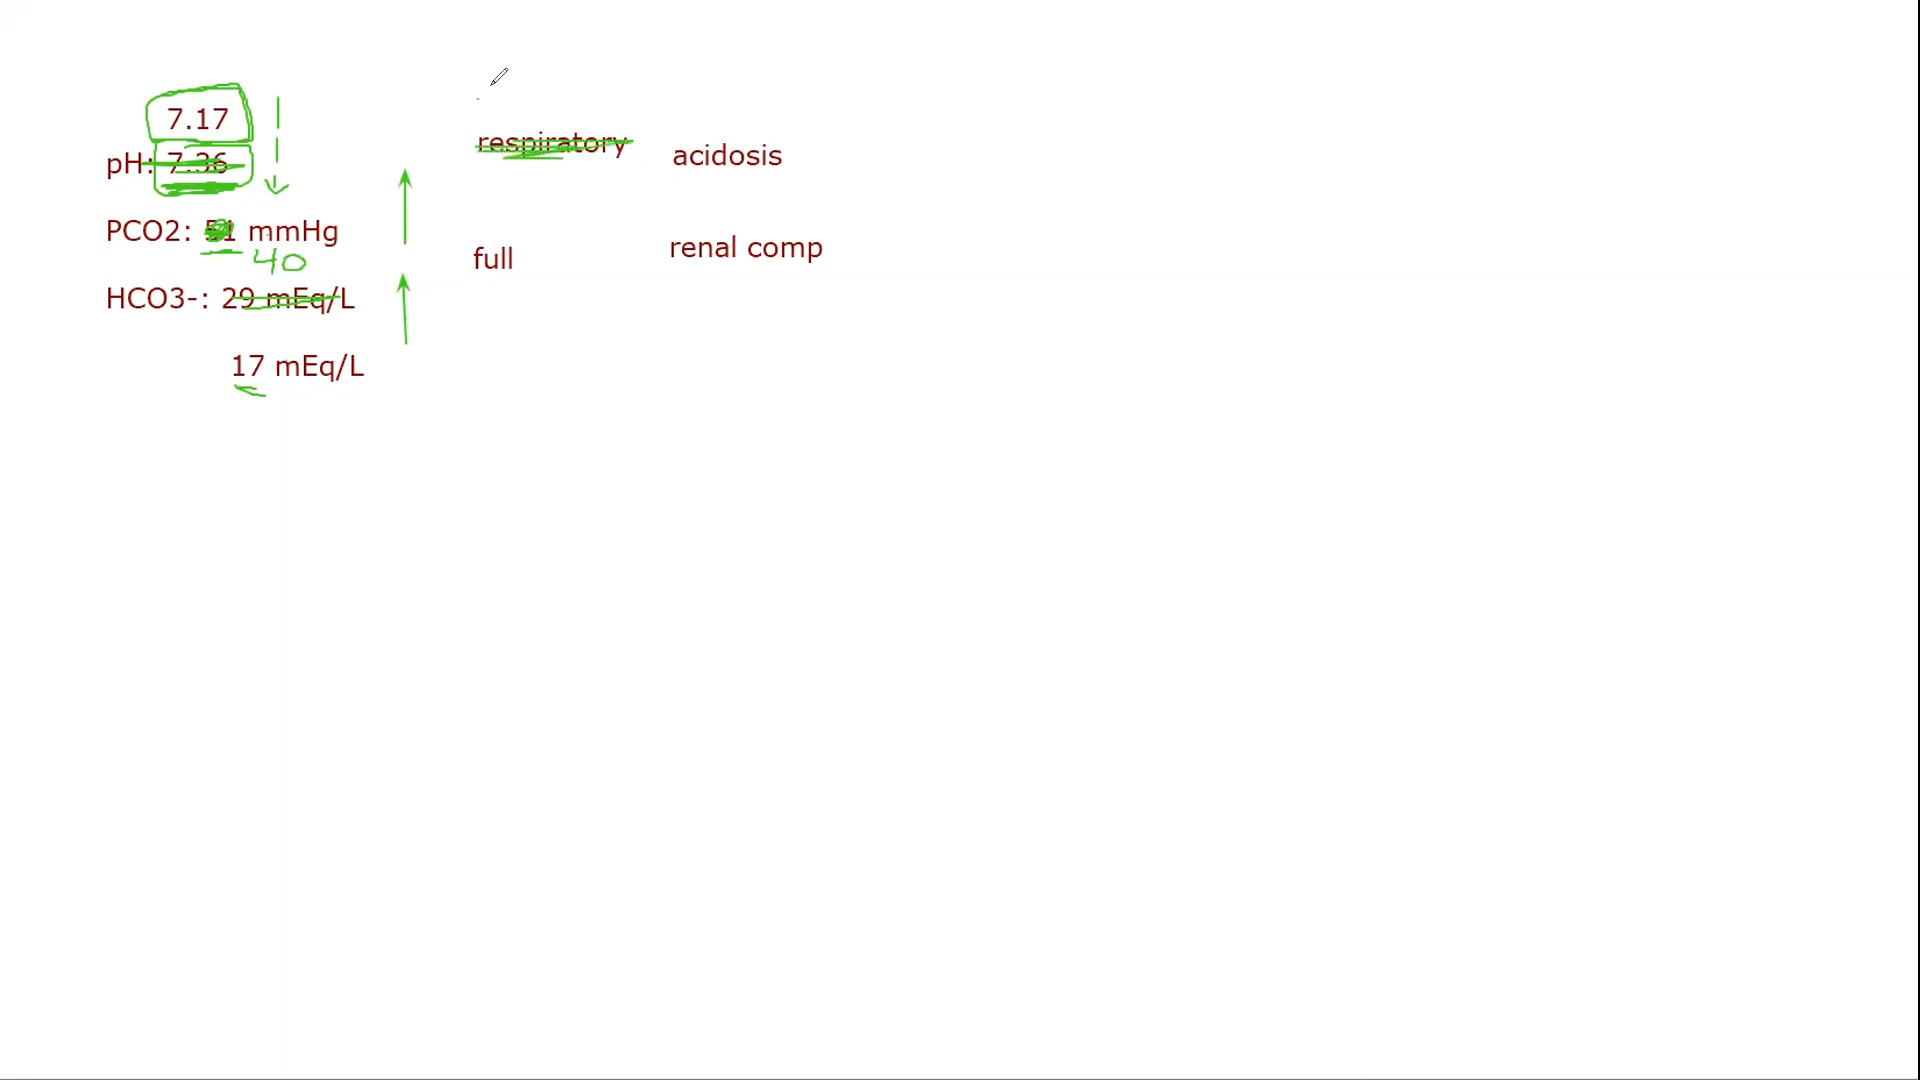 7.17
pH: 7.36
PCO2: 51 mmHg
40
HCO3-: 29 mEq/L
17 mEq/L
respiratory
acidosis
full
renal comp